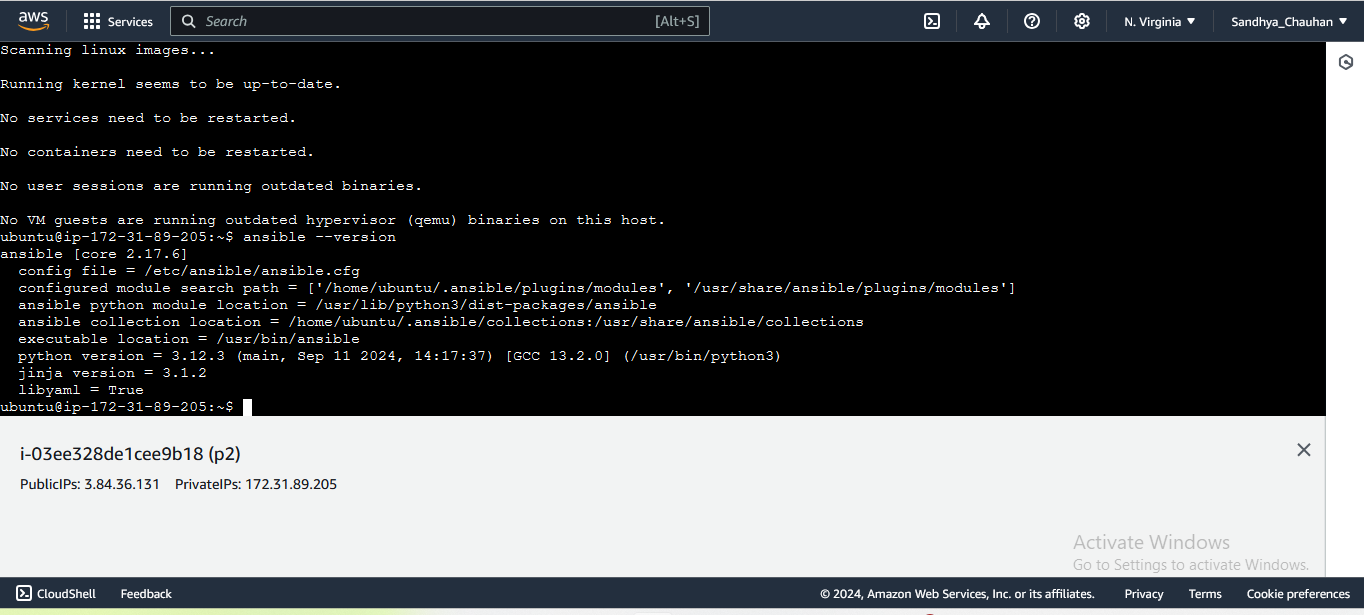 aws
Services
Search [Alt+S]
N. Virginia
Sandhya_Chauhan
Scanning linux images...
Running kernel seems to be up-to-date.
No services need to be restarted.
No containers need to be restarted.
No user sessions are running outdated binaries.
No VM guests are running outdated hypervisor (qemu) binaries on this host.
ubuntu@ip-172-31-89-205:~$ ansible --version
ansible [core 2.17.6]
  config file = /etc/ansible/ansible.cfg
  configured module search path = ['/home/ubuntu/.ansible/plugins/modules', '/usr/share/ansible/plugins/modules']
  ansible python module location = /usr/lib/python3/dist-packages/ansible
  ansible collection location = /home/ubuntu/.ansible/collections:/usr/share/ansible/collections
  executable location = /usr/bin/ansible
  python version = 3.12.3 (main, Sep 11 2024, 14:17:37) [GCC 13.2.0] (/usr/bin/python3)
  jinja version = 3.1.2
  libyaml = True
ubuntu@ip-172-31-89-205:~$
i-03ee328de1cee9b18 (p2)
PublicIPs: 3.84.36.131 PrivateIPs: 172.31.89.205
Activate Windows
Go to Settings to activate Windows.
CloudShell Feedback © 2024, Amazon Web Services, Inc. or its affiliates. Privacy Terms Cookie preferences